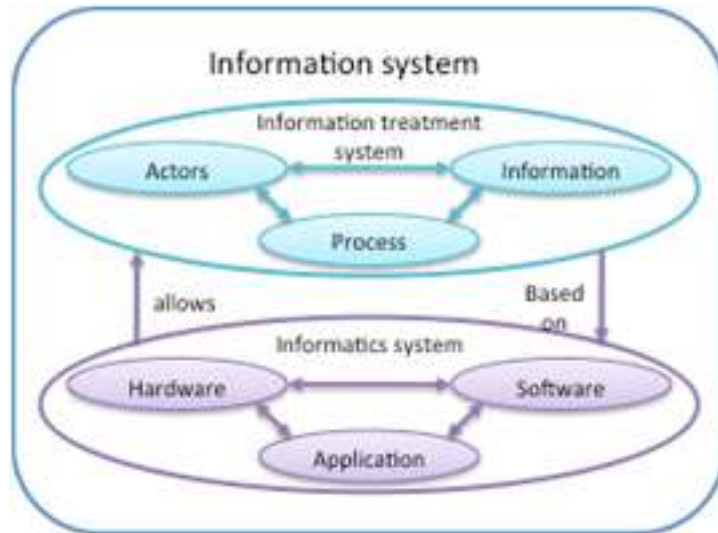 Information system
Information treatment
system
Actors
Information
Process
allows
Based
on
Informatics system
Hardware
Software
Application